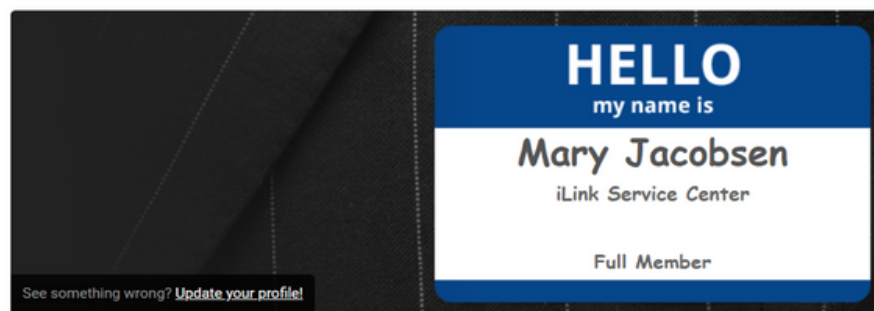 HELLO
my name is
Mary Jacobsen
iLink Service Center
Full Member
See something wrong? Update your profile!